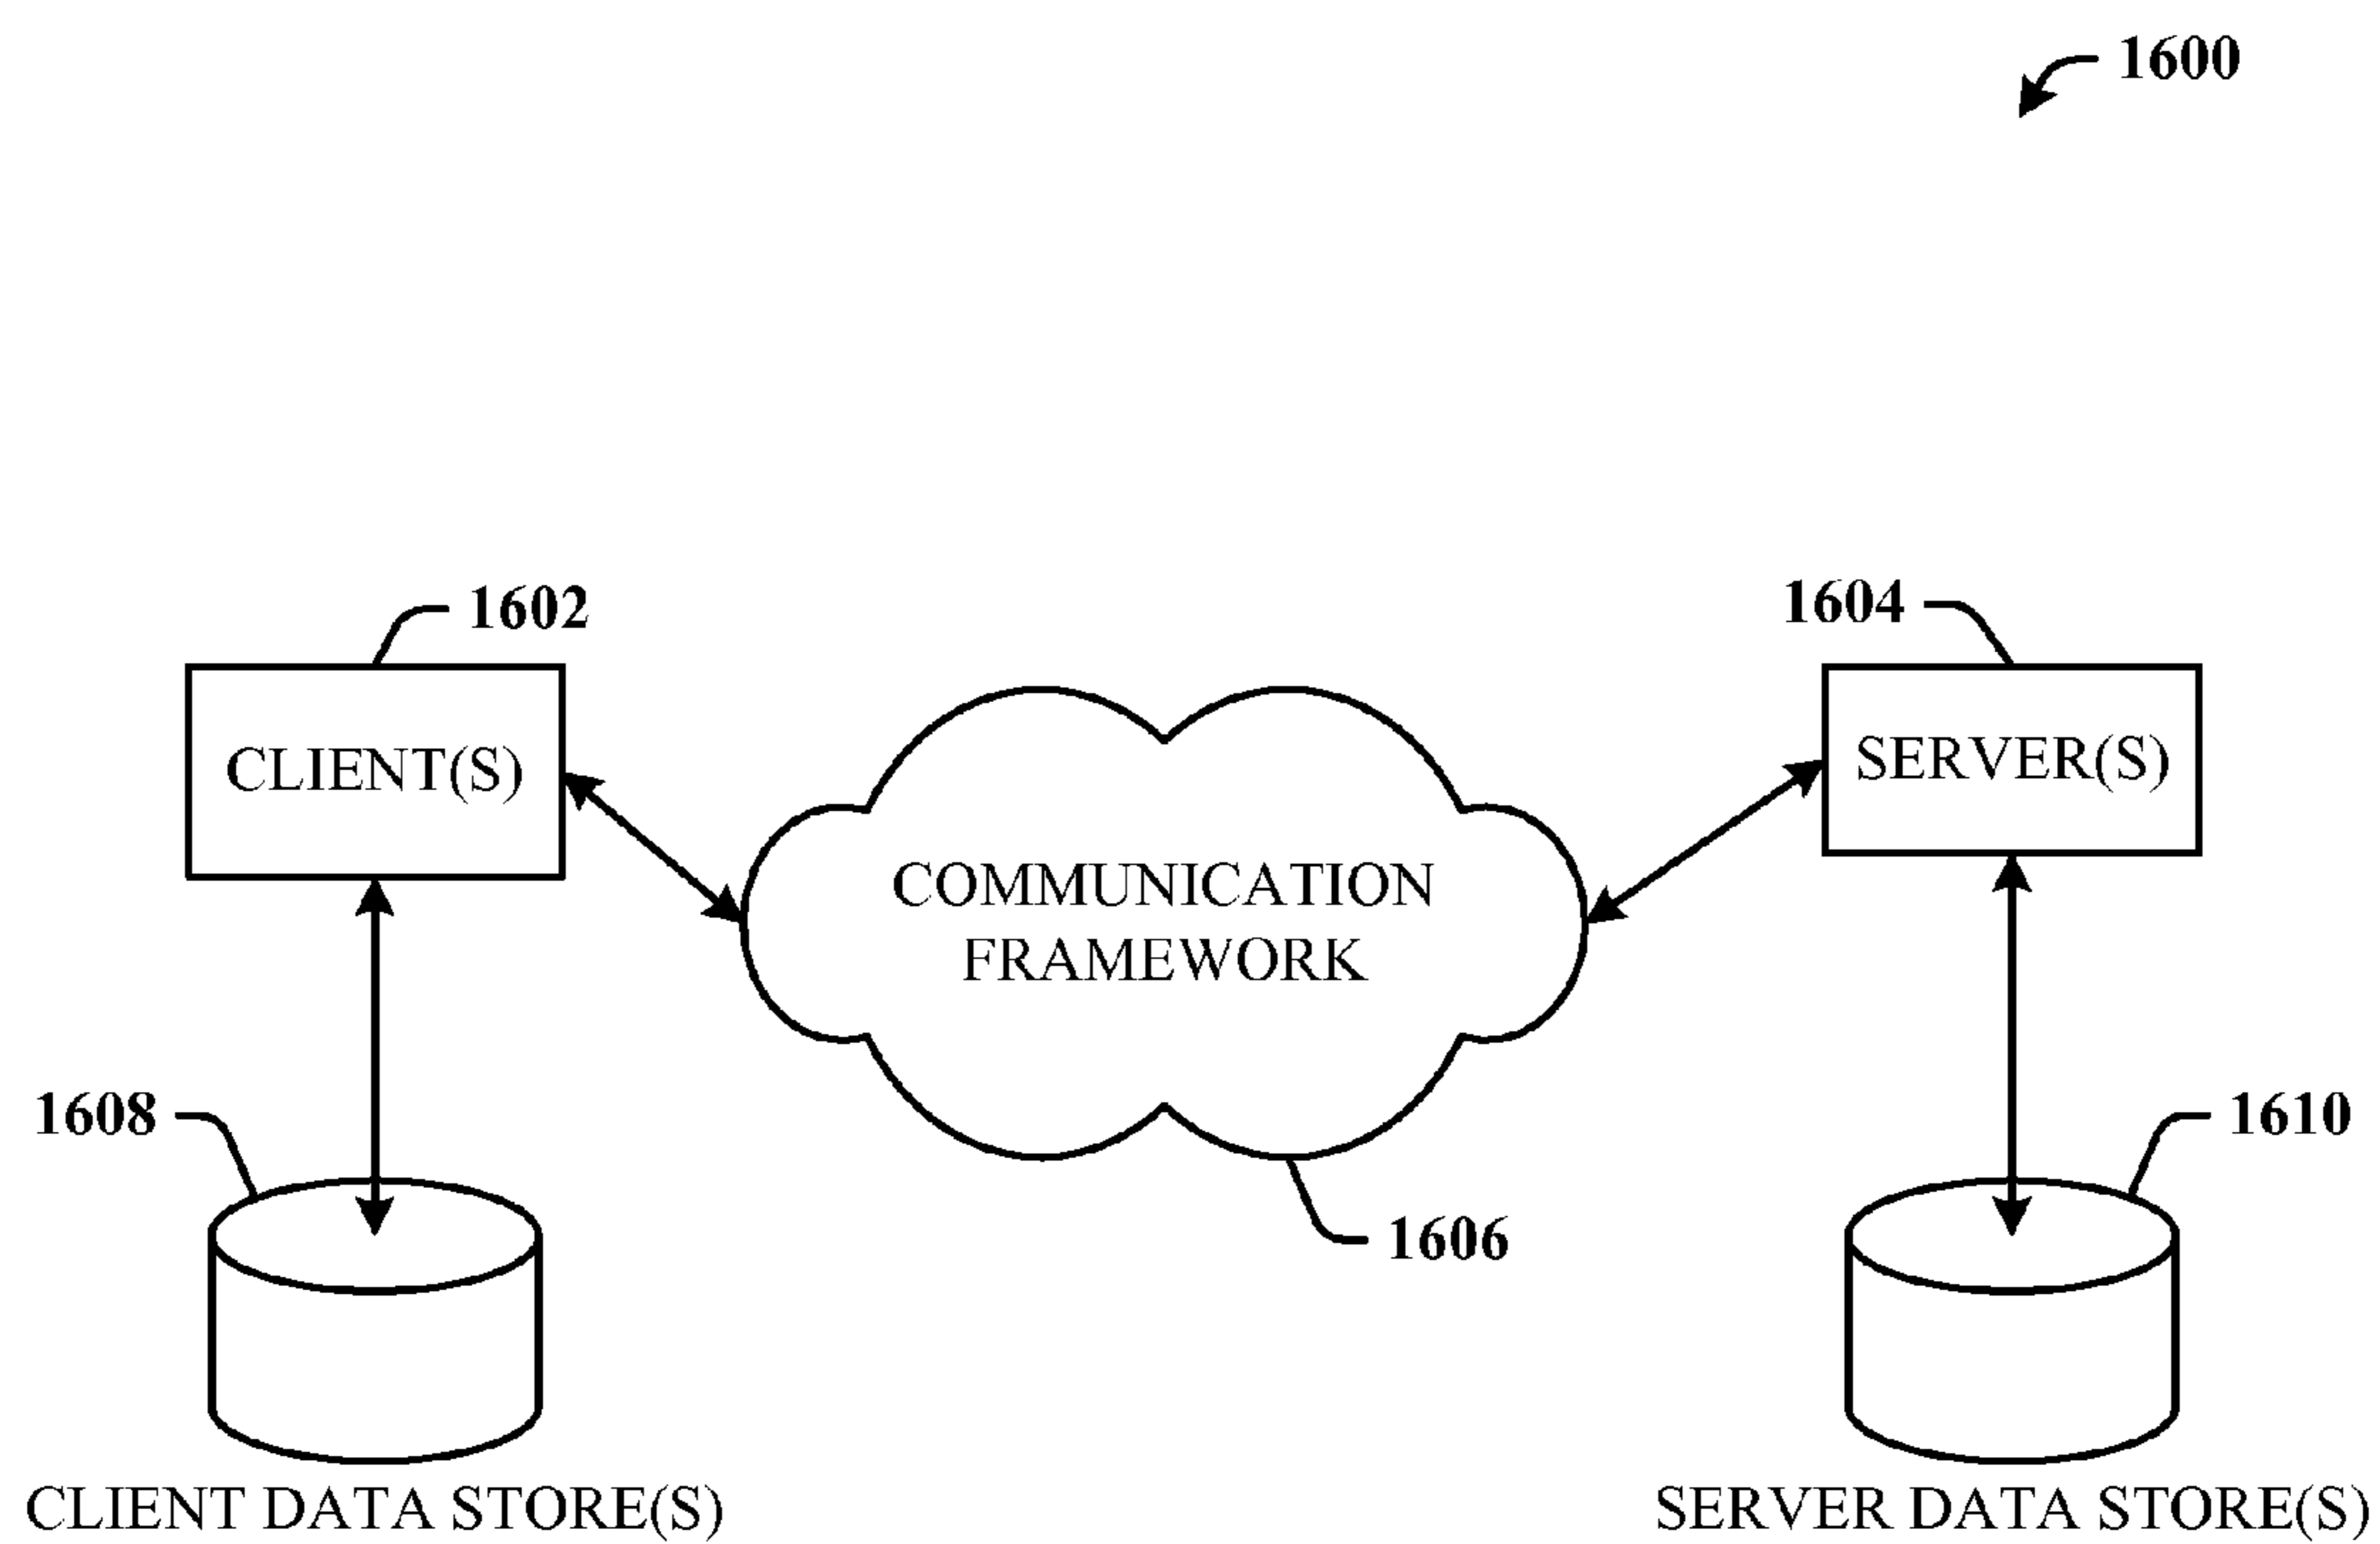 1600
1602
1604
CLIENT(S)
SERVER(S)
COMMUNICATION
FRAMEWORK
1608
1610
1606
CLIENT DATA STORE(S)
SERVER DATA STORE(S)